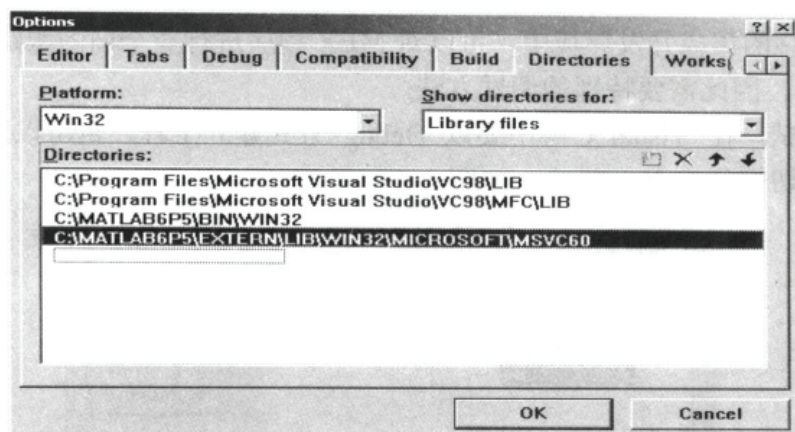 Options
Editor Tabs Debug Compatibility Build Directories Works
Platform:
Show directories for:
Win32
Library files
Directories:
C:\Program Files\Microsoft Visual Studio\VC98\LIB
C:\Program Files\Microsoft Visual Studio\VC98\MFC\LIB
C:\MATLAB6P5\BIN\WIN32
C:\MATLAB6P5\EXTERN\LIB\WIN32\MICROSOFT\MSVC60
OK Cancel